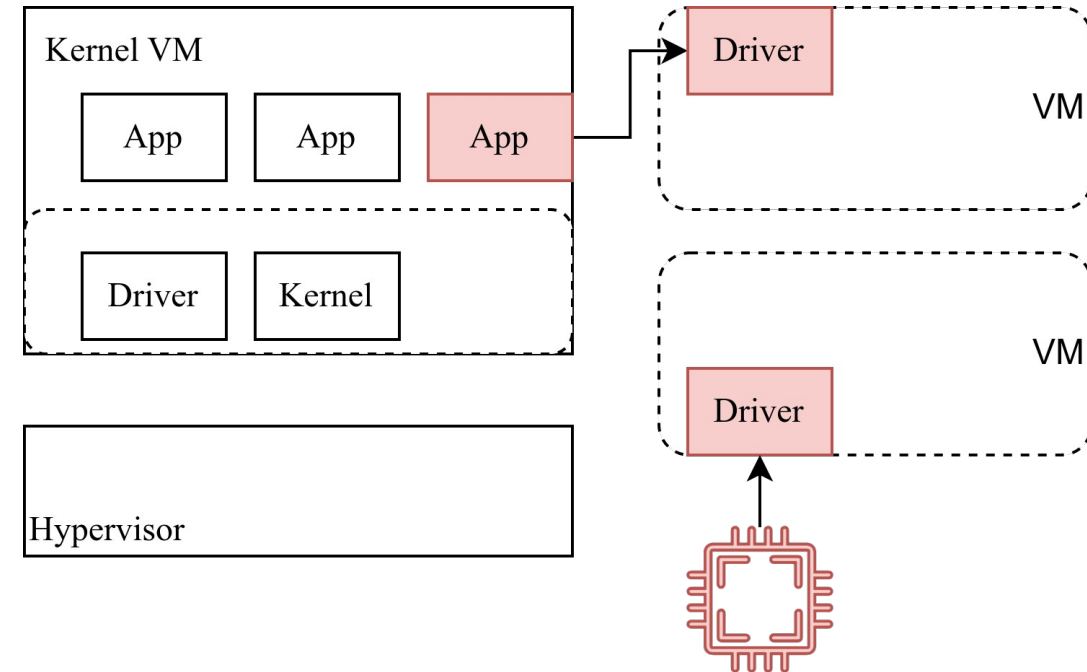 Kernel VM
App
App
App
Driver
Kernel
Hypervisor
Driver
VM
VM
Driver